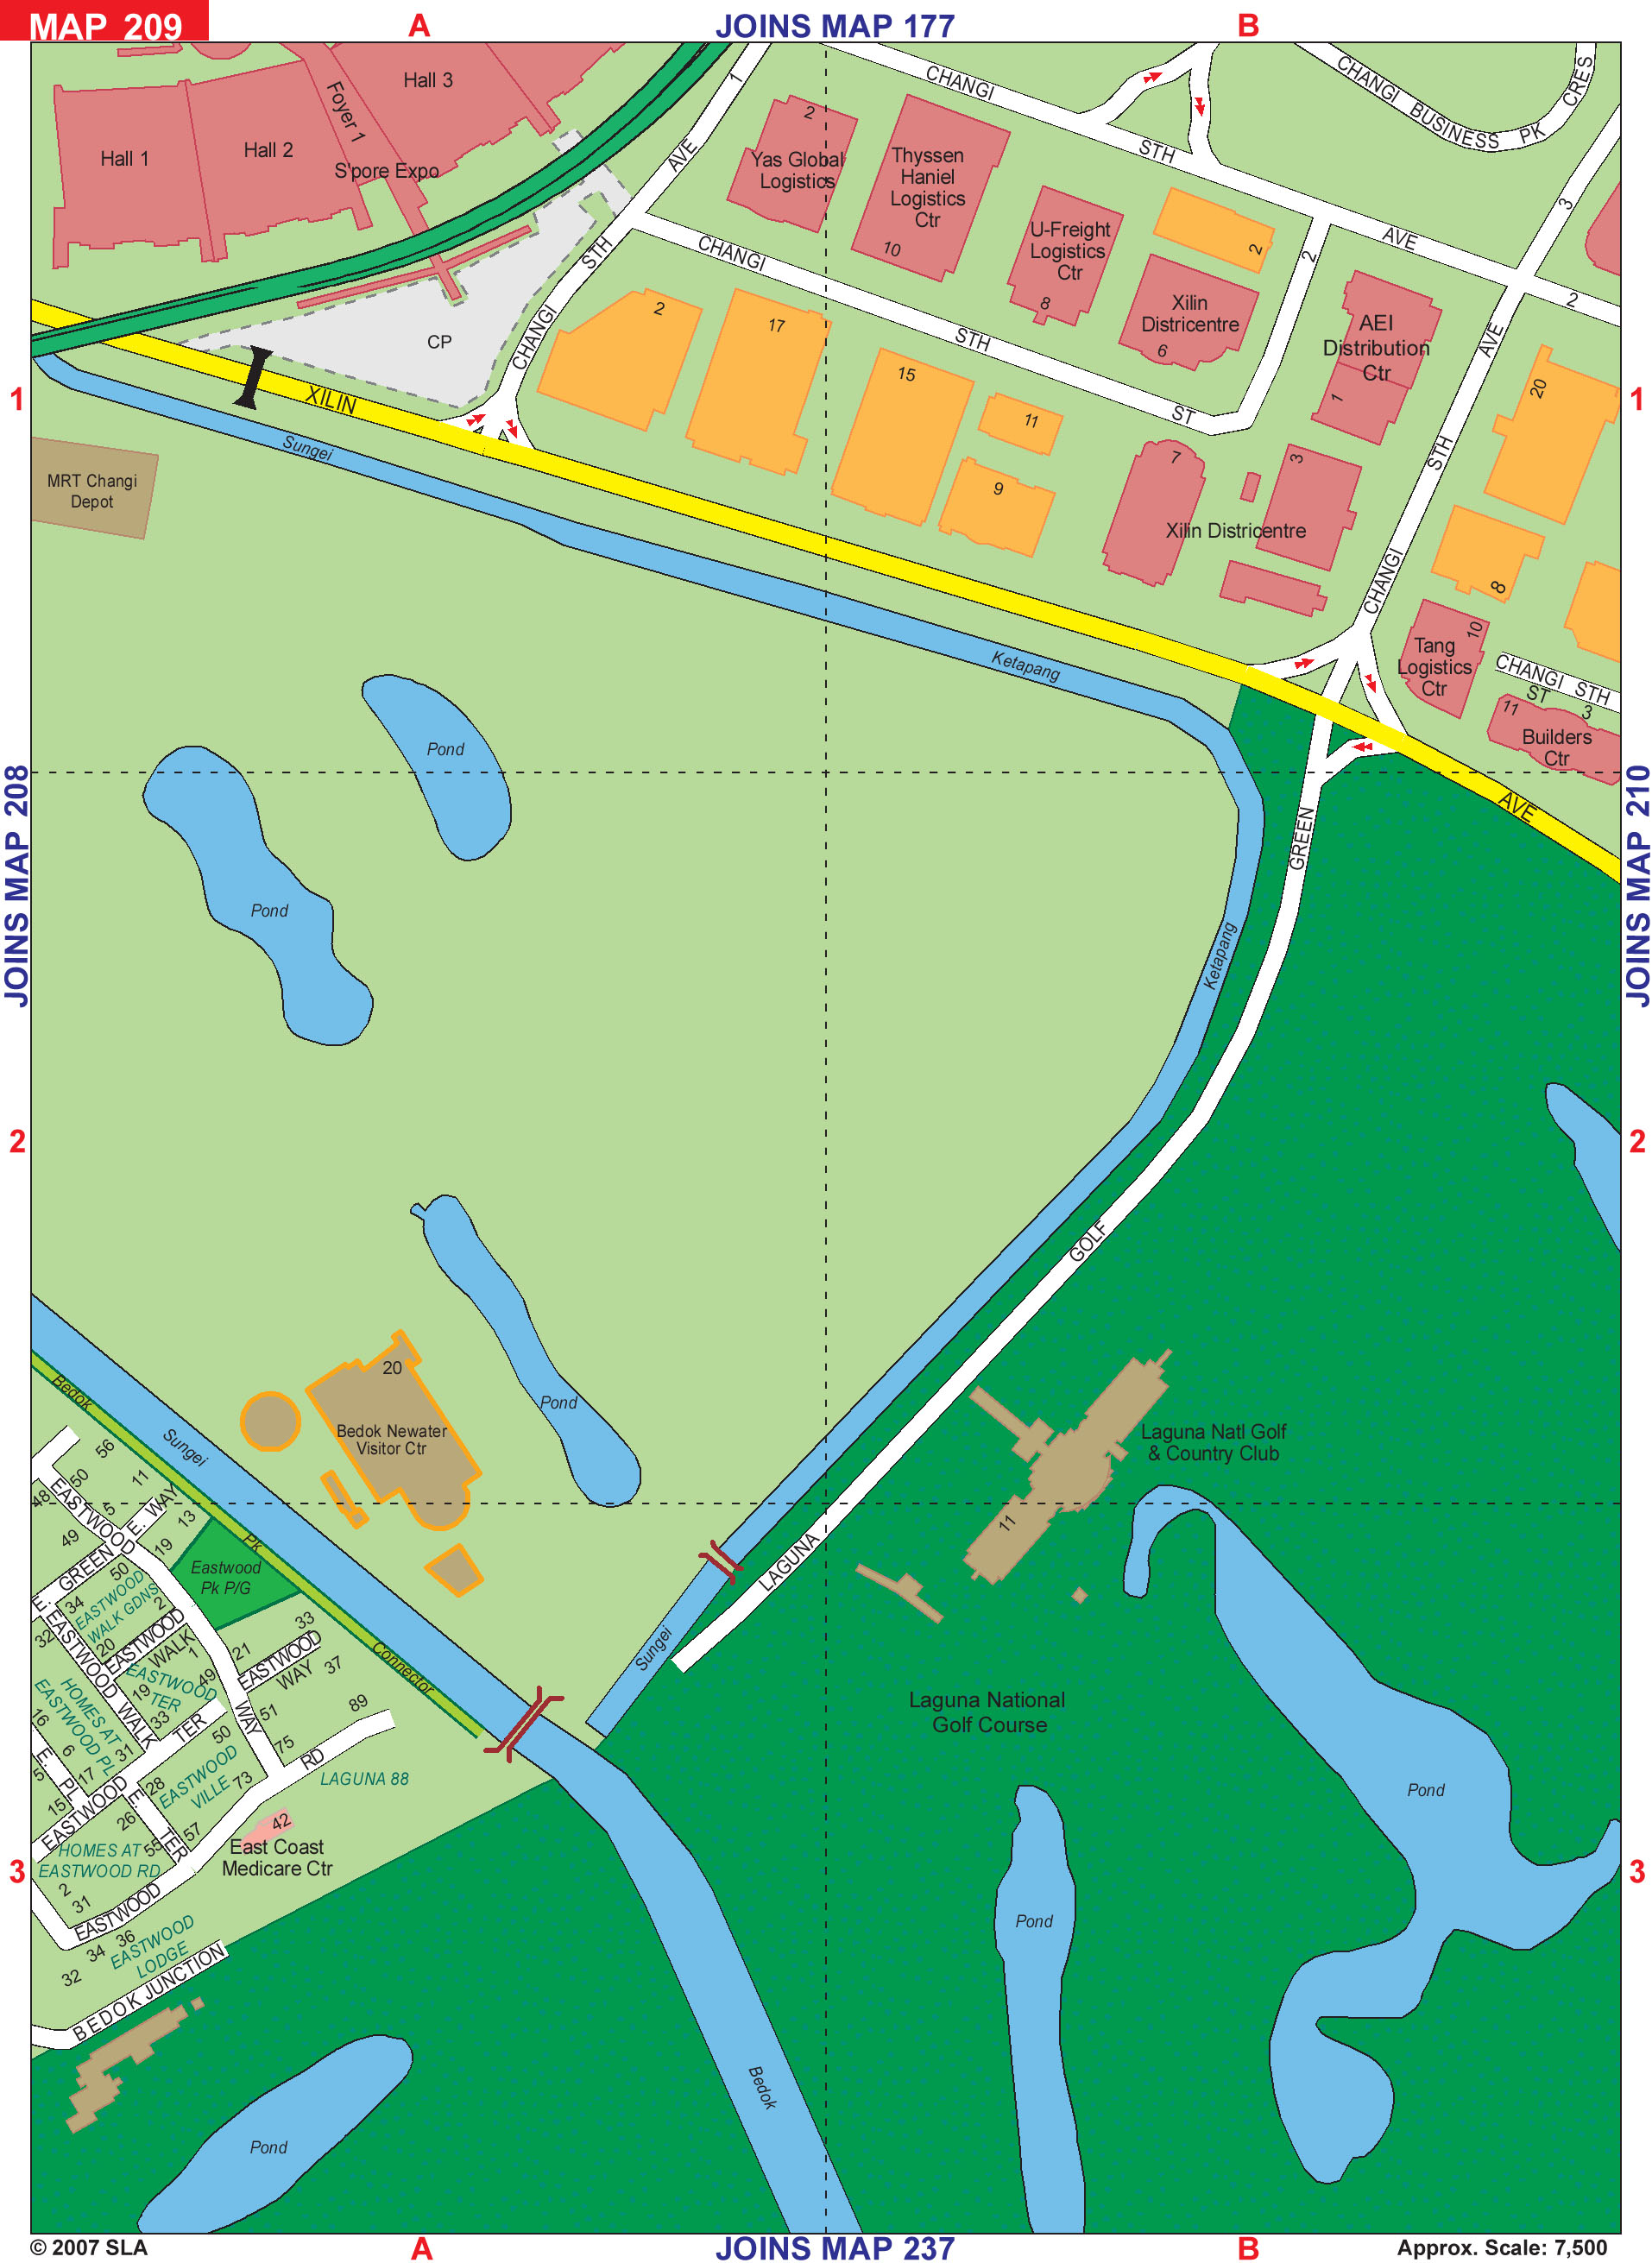 MAP 209
A
JOINS MAP 177
B
Hall 1
Hall 2
Foyer 1
Hall 3
S'pore Expo
CP
CHANGI STH AVE 1
2
Yas Global
Logistics
Thyssen
Haniel
Logistics
Ctr
10
U-Freight
Logistics
Ctr
8
2
Xilin
Districentre
6
CHANGI STH AVE 2
CHANGI BUSINESS PK CRES
CHANGI STH ST 2
CHANGI STH AVE 3
AEI
Distribution
Ctr
1
2
17
15
11
9
7
3
Xilin Districentre
20
8
Tang
Logistics
Ctr
10
CHANGI STH
ST 3
11
Builders
Ctr
1
1
XILIN AVE
Sungei Ketapang
MRT Changi
Depot
Pond
Pond
JOINS MAP 208
JOINS MAP 210
LAGUNA GOLF GREEN
Ketapang
2
2
Pond
20
Bedok Newater
Visitor Ctr
Laguna Natl Golf
& Country Club
11
Bedok Pk Connector
Sungei
Sungei
56
50
48
11
5
49
13
19
EASTWOOD WAY
E. WAY
E. GREEN
Eastwood
Pk P/G
50
34
EASTWOOD
WALK GDNS
2
32
20
EASTWOOD
WALK
1
EASTWOOD WALK
33
21
EASTWOOD
WAY
37
49
EASTWOOD
TER
19
33
31
HOMES AT
EASTWOOD PL
16
6
5
E. PL
17
15
EASTWOOD TER
50
51
75
89
EASTWOOD
VILLE
73
28
26
E. TER
55
57
RD
LAGUNA 88
42
East Coast
Medicare Ctr
HOMES AT
EASTWOOD RD
2
31
EASTWOOD
34
36
32
EASTWOOD
LODGE
BEDOK JUNCTION
Laguna National
Golf Course
Pond
Pond
3
3
Bedok
Pond
© 2007 SLA
A
JOINS MAP 237
B
Approx. Scale: 7,500